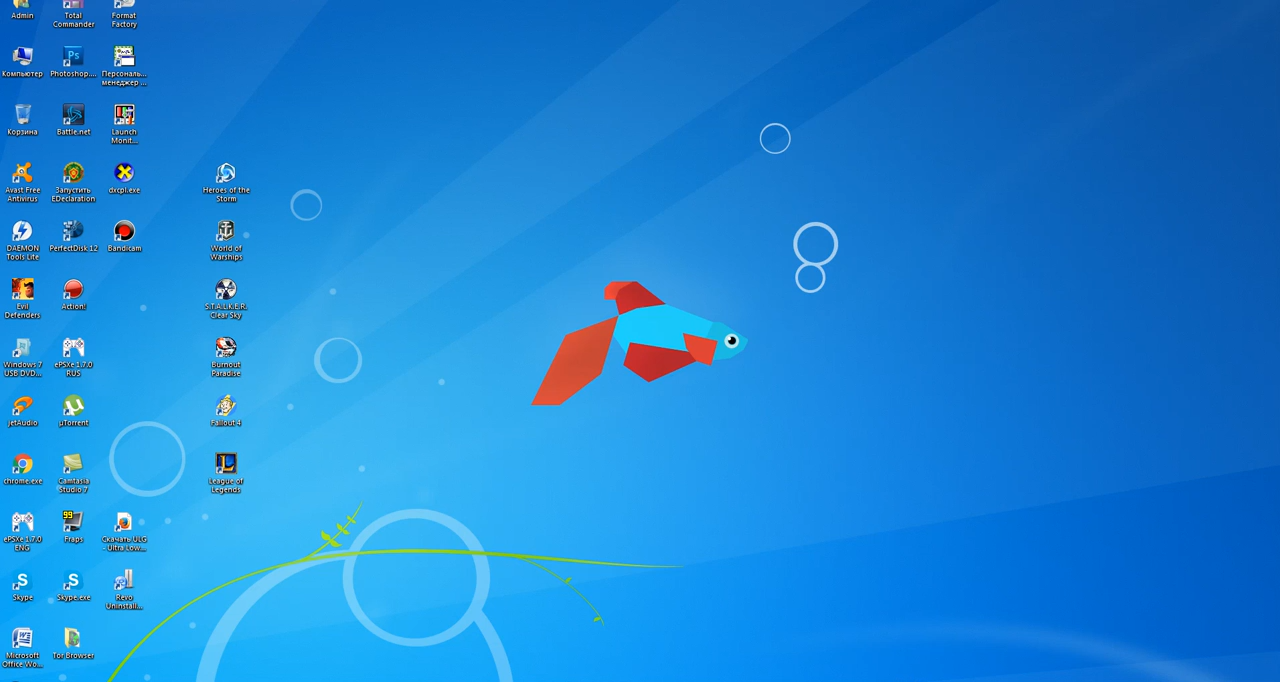 Admin
Total
Commander
Format
Factory
Компьютер
Photoshop....
Персональ...
менеджер ...
Корзина
Battle.net
Launch
Monit...
Avast Free
Antivirus
Запустить
EDeclaration
dxcpl.exe
Heroes of the
Storm
DAEMON
Tools Lite
PerfectDisk 12
Bandicam
World of
Warships
Evil
Defenders
Action!
S.T.A.L.K.E.R.
Clear Sky
Windows 7
USB DVD...
ePSXe 1.7.0
RUS
Burnout
Paradise
jetAudio
µTorrent
Fallout 4
chrome.exe
Camtasia
Studio 7
League of
Legends
ePSXe 1.7.0
ENG
99
Fraps
Скачать ULG
- Ultra Low...
Skype
Skype.exe
Revo
Uninstall...
Microsoft
Office Wo...
Tor Browser